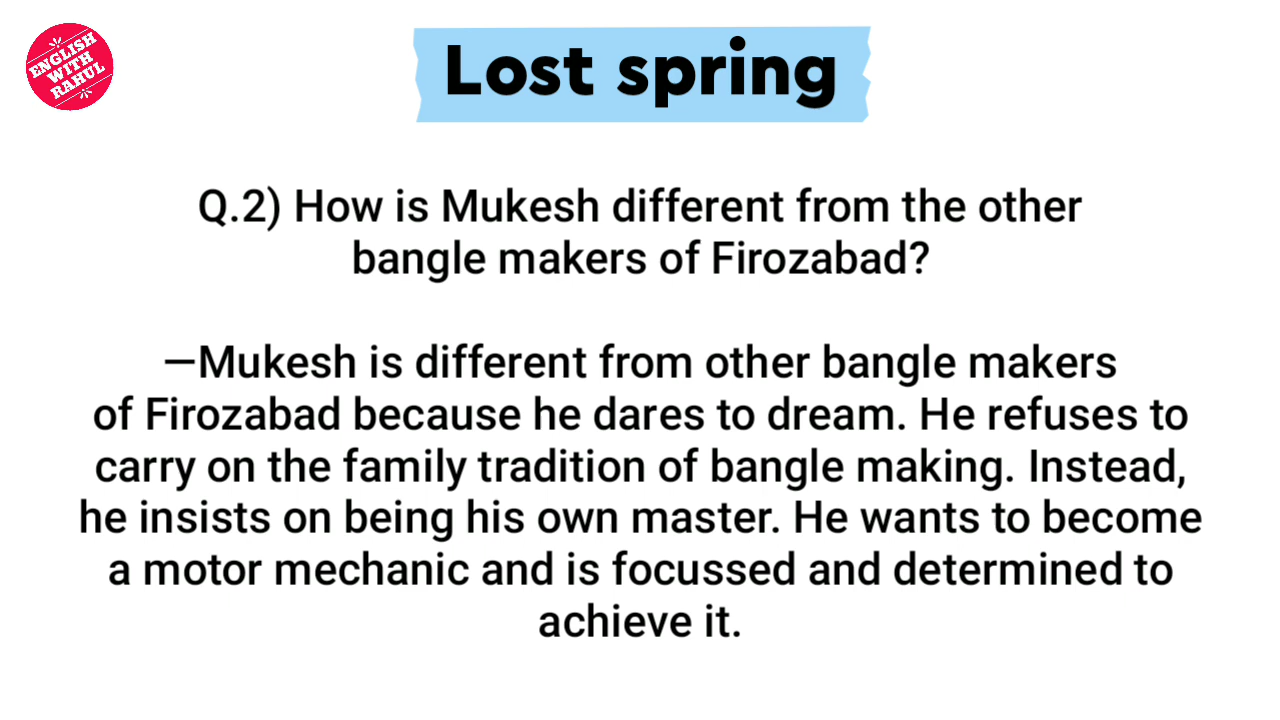 ENGLISH
WITH
RAHUL
Lost spring
Q.2) How is Mukesh different from the other
bangle makers of Firozabad?
—Mukesh is different from other bangle makers
of Firozabad because he dares to dream. He refuses to
carry on the family tradition of bangle making. Instead,
he insists on being his own master. He wants to become
a motor mechanic and is focussed and determined to
achieve it.